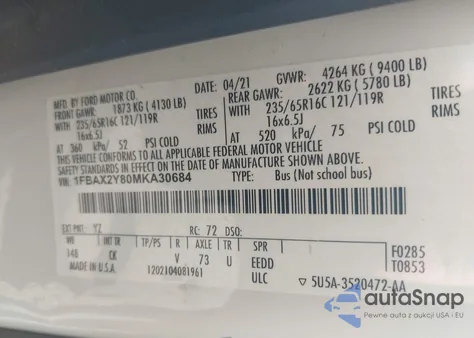 MFD. BY FORD MOTOR CO.
04/21 GVWR: 4264 KG ( 9400 LB)
FRONT GAWR: 1873 KG ( 4130 LB) REAR GAWR: 2622 KG ( 5780 LB)
WITH 235/65R16C 121/119R TIRES WITH 235/65R16C 121/119R TIRES
16x6.5J RIMS 16x6.5J RIMS
AT 360 kPa/ 52 PSI COLD AT 520 kPa/ 75 PSI COLD
THIS VEHICLE CONFORMS TO ALL APPLICABLE FEDERAL MOTOR VEHICLE
SAFETY STANDARDS IN EFFECT ON THE DATE OF MANUFACTURE SHOWN ABOVE.
VIN: 1FBAX2Y80MKA30684 TYPE: Bus (Not school bus)
EXT PNT: YZ RC: 72 DSO: F0285
WB INT TR TP/PS R AXLE TR SPR T0853
148 CK V 73 U EEDD
MADE IN U.S.A. 1202104081961 ULC 5U5A-3520472-AA
autaSnap
Pewne auta z aukcji USA i EU